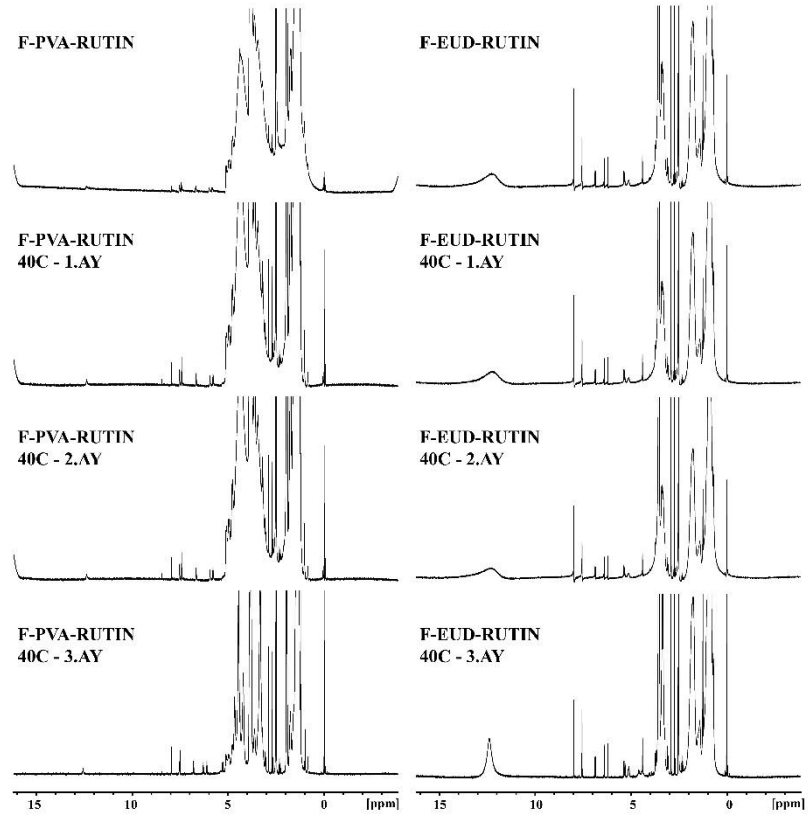 F-PVA-RUTIN
F-EUD-RUTIN
F-PVA-RUTIN
40C - 1.AY
F-EUD-RUTIN
40C - 1.AY
F-PVA-RUTIN
40C - 2.AY
F-EUD-RUTIN
40C - 2.AY
F-PVA-RUTIN
40C - 3.AY
F-EUD-RUTIN
40C - 3.AY
15 10 5 0 [ppm]
15 10 5 0 [ppm]